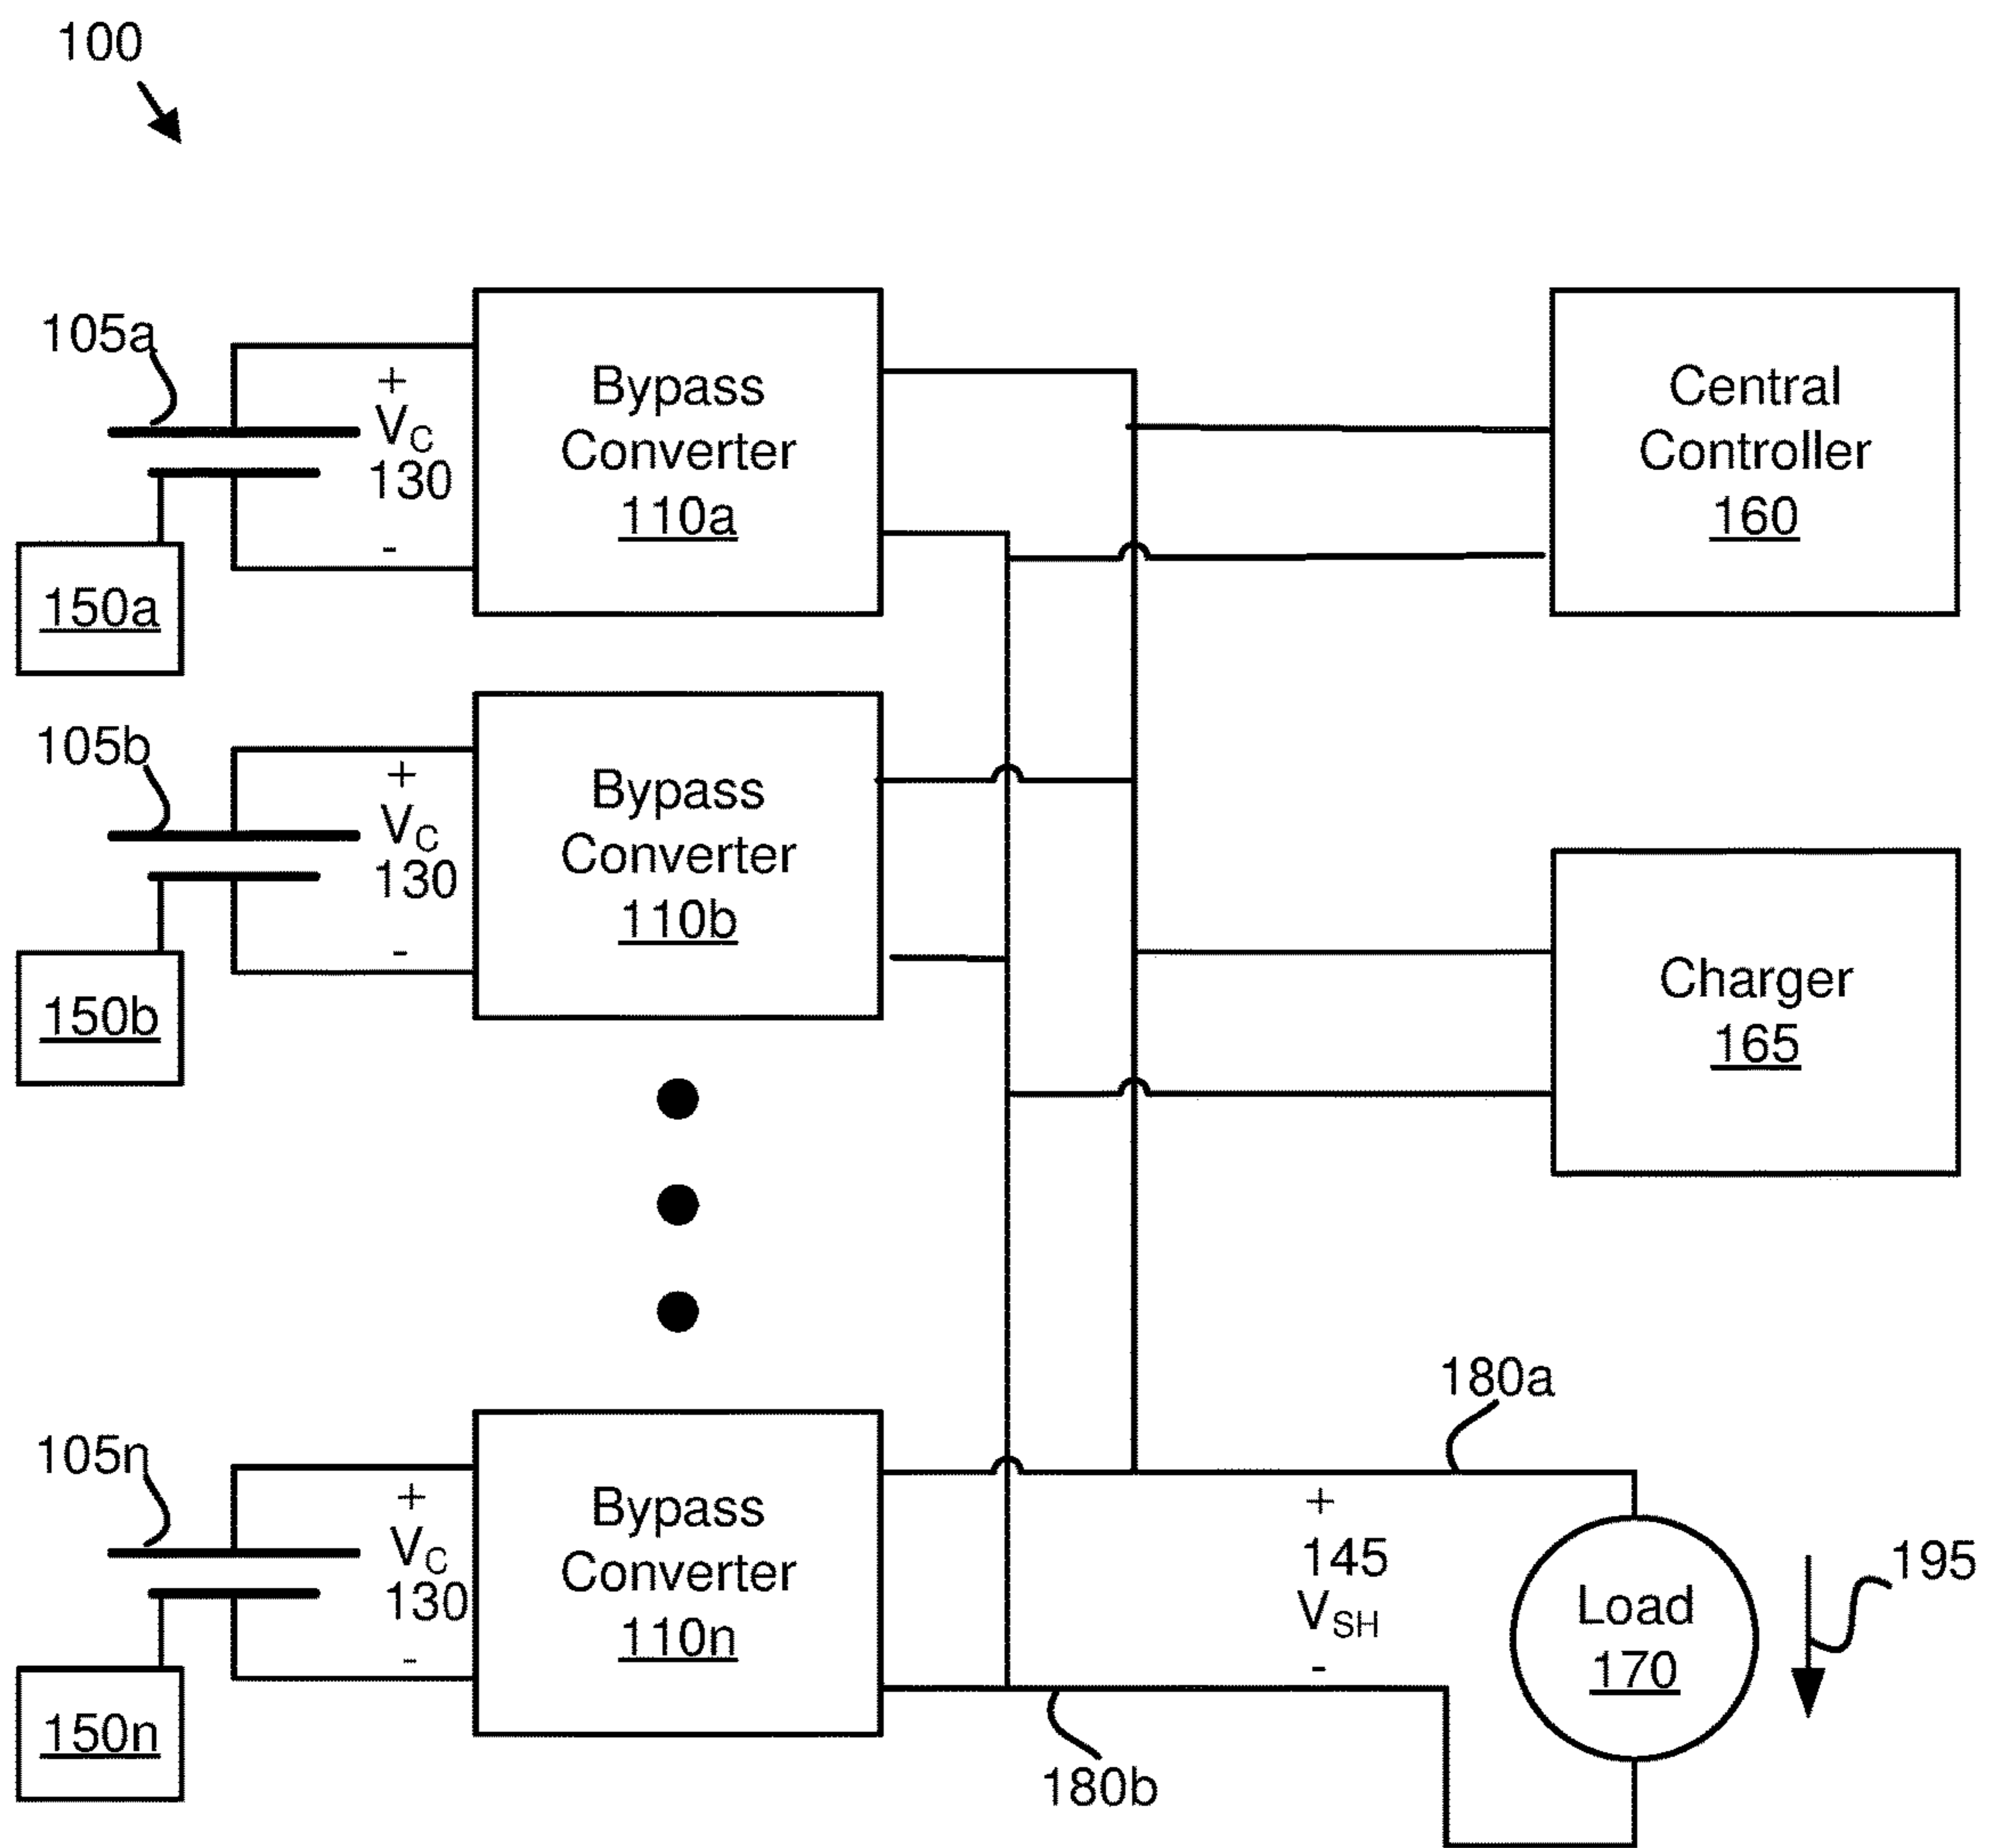 100
105a
+
VC
130
-
150a
Bypass
Converter
110a
Central
Controller
160
105b
+
VC
130
-
150b
Bypass
Converter
110b
Charger
165
105n
+
VC
130
-
150n
Bypass
Converter
110n
180a
+
145
VSH
-
180b
Load
170
195